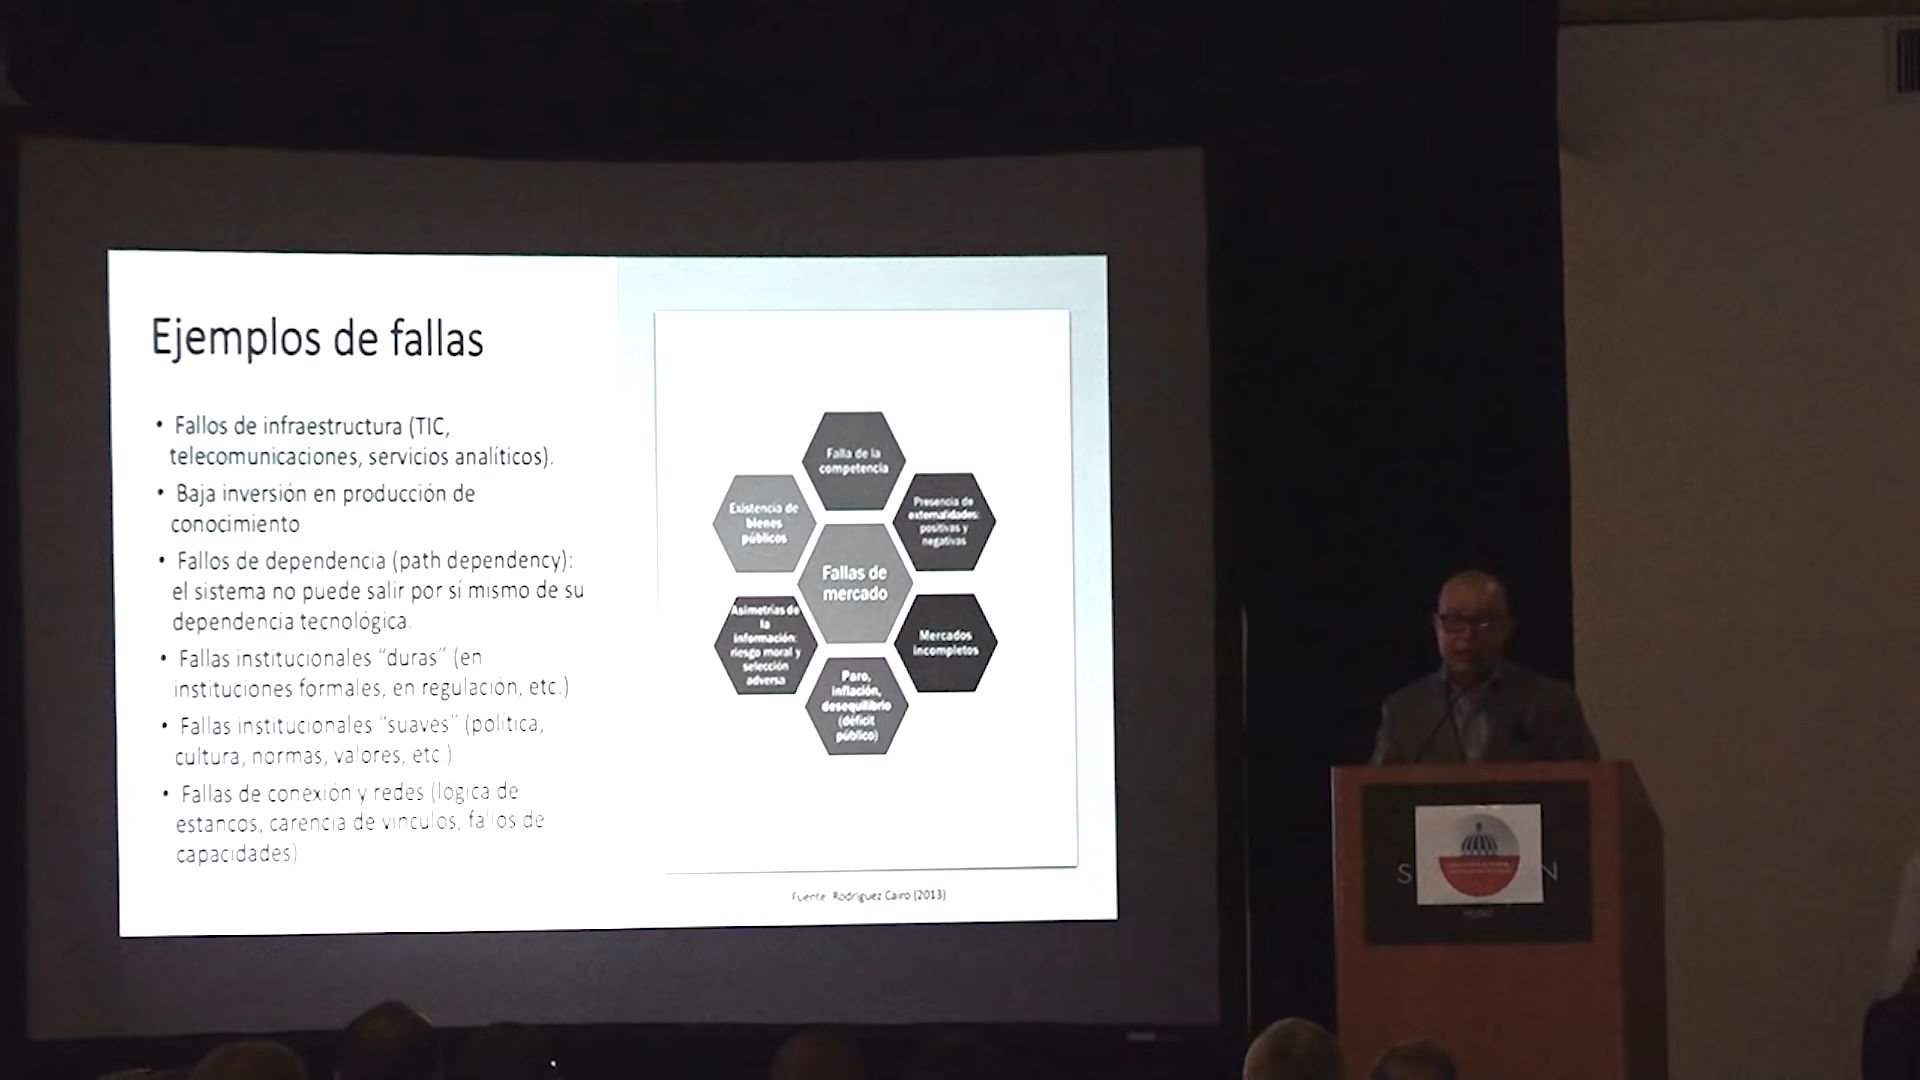 Ejemplos de fallas
• Fallos de infraestructura (TIC,
telecomunicaciones, servicios analíticos).
• Baja inversión en producción de
conocimiento
• Fallos de dependencia (path dependency):
el sistema no puede salir por sí mismo de su
dependencia tecnológica.
• Fallas institucionales “duras” (en
instituciones formales, en regulación, etc.)
• Fallas institucionales “suaves” (política,
cultura, normas, valores, etc.)
• Fallas de conexión y redes (lógica de
estancos, carencia de vínculos, fallos de
capacidades)
Falla de la
competencia
Existencia de
bienes
públicos
Presencia de
externalidades:
positivas y
negativas
Fallas de
mercado
Asimetrías de
la
información:
riesgo moral y
selección
adversa
Mercados
incompletos
Paro,
inflación,
desequilibrio
(déficit
público)
Fuente: Rodríguez Cairo (2013)
S N